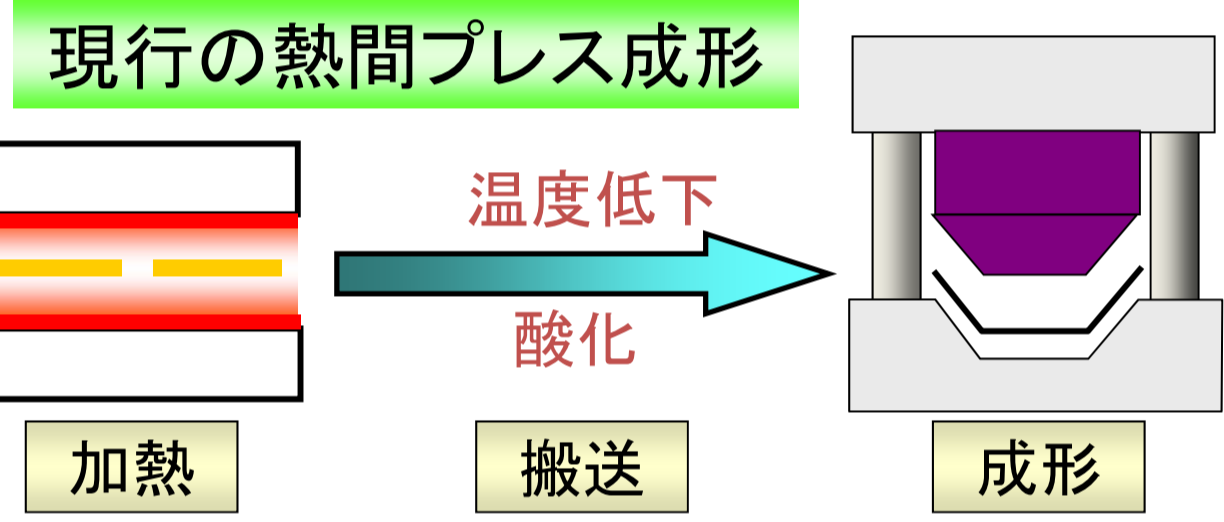 現行の熱間プレス成形
温度低下
酸化
加熱
搬送
成形